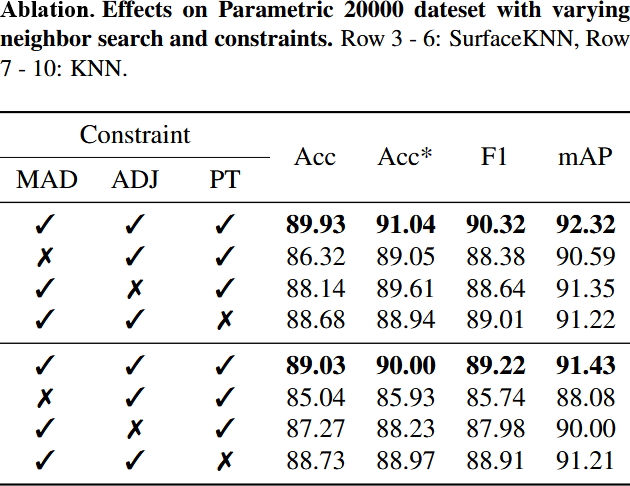 Ablation. Effects on Parametric 20000 dateset with varying
neighbor search and constraints. Row 3 - 6: SurfaceKNN, Row
7 - 10: KNN.
Constraint Acc Acc* F1 mAP
MAD ADJ PT
✓ ✓ ✓ 89.93 91.04 90.32 92.32
✗ ✓ ✓ 86.32 89.05 88.38 90.59
✓ ✗ ✓ 88.14 89.61 88.64 91.35
✓ ✓ ✗ 88.68 88.94 89.01 91.22
✓ ✓ ✓ 89.03 90.00 89.22 91.43
✗ ✓ ✓ 85.04 85.93 85.74 88.08
✓ ✗ ✓ 87.27 88.23 87.98 90.00
✓ ✓ ✗ 88.73 88.97 88.91 91.21